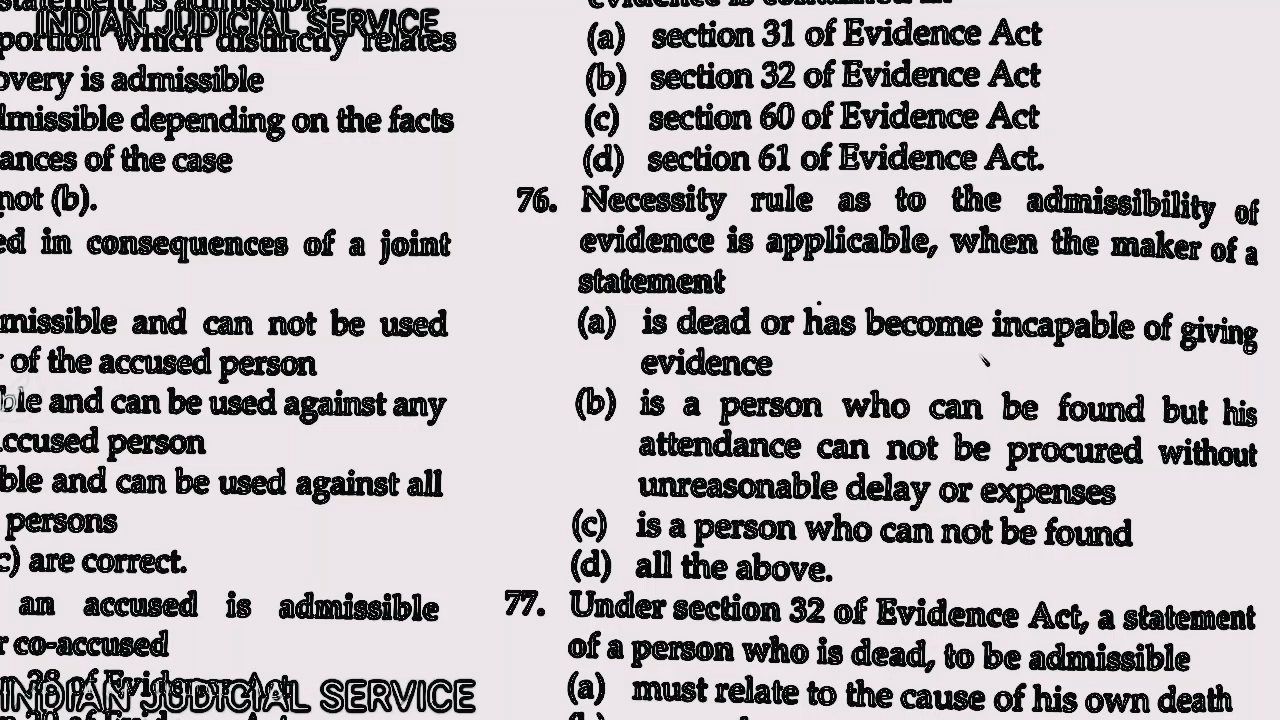 statement is admissible
INDIAN JUDICIAL SERVICE
portion which distinctly relates
overy is admissible
dmissible depending on the facts
ances of the case
not (b).
ed in consequences of a joint
missible and can not be used
of the accused person
ble and can be used against any
accused person
ble and can be used against all
persons
c) are correct.
an accused is admissible
r co-accused
INDIAN JUDICIAL SERVICE
evidence is contained in
(a) section 31 of Evidence Act
(b) section 32 of Evidence Act
(c) section 60 of Evidence Act
(d) section 61 of Evidence Act.
76. Necessity rule as to the admissibility of
evidence is applicable, when the maker of a
statement
(a) is dead or has become incapable of giving
evidence
(b) is a person who can be found but his
attendance can not be procured without
unreasonable delay or expenses
(c) is a person who can not be found
(d) all the above.
77. Under section 32 of Evidence Act, a statement
of a person who is dead, to be admissible
(a) must relate to the cause of his own death